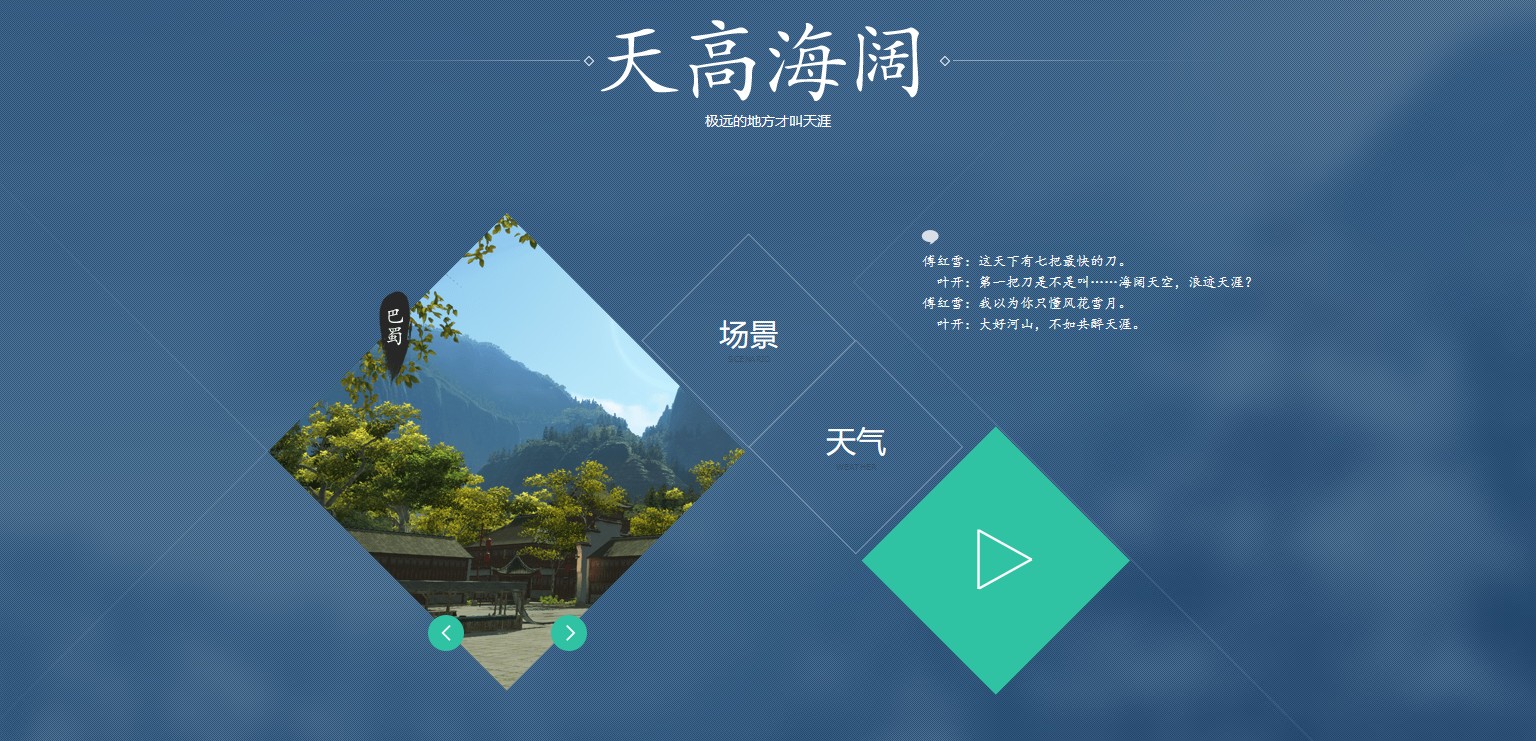 天高海阔
极远的地方才叫天涯
巴蜀
场景
SCENARIO
天气
WEATHER
傅红雪：这天下有七把最快的刀。
叶开：第一把刀是不是叫……海阔天空，浪迹天涯？
傅红雪：我以为你只懂风花雪月。
叶开：大好河山，不如共醉天涯。